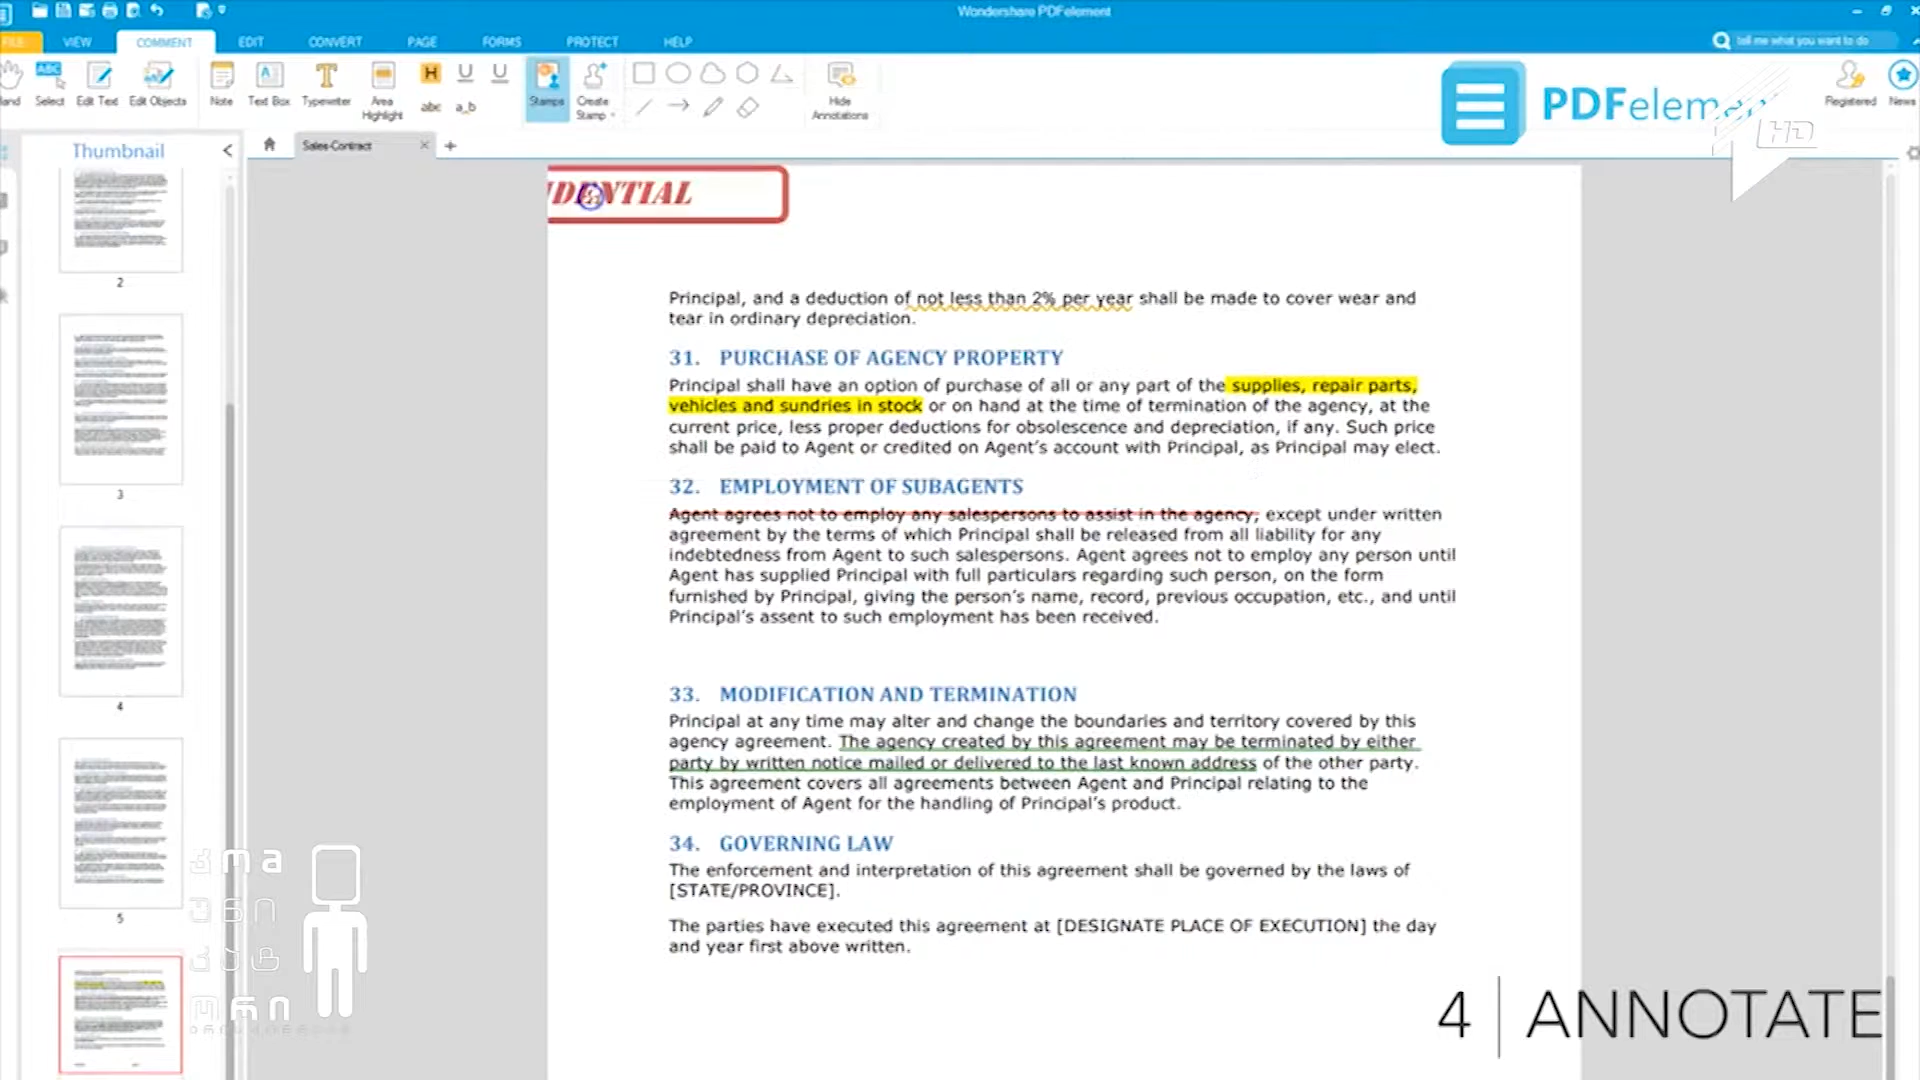 Wondershare PDFelement
FILE VIEW COMMENT EDIT CONVERT PAGE FORMS PROTECT HELP
tell me what you want to do
Select Edit Text Edit Objects Note Text Box Typewriter Area Highlight Stamps Create Stamp Hide Annotations
Registered News
PDFelement
HD
Thumbnail
Sales-Contract
2
3
4
5
IDENTIAL
Principal, and a deduction of not less than 2% per year shall be made to cover wear and
tear in ordinary depreciation.
31. PURCHASE OF AGENCY PROPERTY
Principal shall have an option of purchase of all or any part of the supplies, repair parts,
vehicles and sundries in stock or on hand at the time of termination of the agency, at the
current price, less proper deductions for obsolescence and depreciation, if any. Such price
shall be paid to Agent or credited on Agent's account with Principal, as Principal may elect.
32. EMPLOYMENT OF SUBAGENTS
Agent agrees not to employ any salespersons to assist in the agency, except under written
agreement by the terms of which Principal shall be released from all liability for any
indebtedness from Agent to such salespersons. Agent agrees not to employ any person until
Agent has supplied Principal with full particulars regarding such person, on the form
furnished by Principal, giving the person's name, record, previous occupation, etc., and until
Principal's assent to such employment has been received.
33. MODIFICATION AND TERMINATION
Principal at any time may alter and change the boundaries and territory covered by this
agency agreement. The agency created by this agreement may be terminated by either
party by written notice mailed or delivered to the last known address of the other party.
This agreement covers all agreements between Agent and Principal relating to the
employment of Agent for the handling of Principal's product.
34. GOVERNING LAW
The enforcement and interpretation of this agreement shall be governed by the laws of
[STATE/PROVINCE].
The parties have executed this agreement at [DESIGNATE PLACE OF EXECUTION] the day
and year first above written.
კომა
უნი
კატ
ორი
4 ANNOTATE